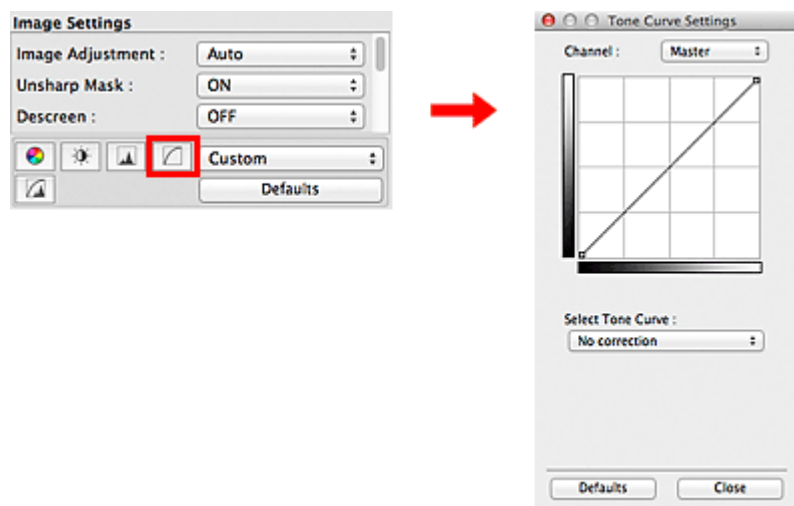 Image Settings
Image Adjustment : Auto
Unsharp Mask : ON
Descreen : OFF
Custom
Defaults
Tone Curve Settings
Channel : Master
Select Tone Curve :
No correction
Defaults Close